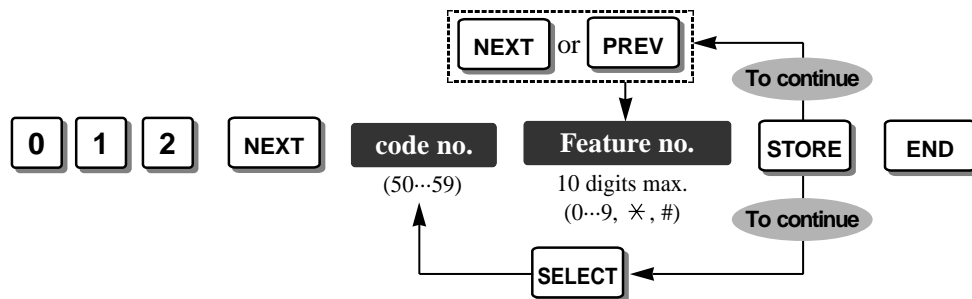 NEXT or PREV
To continue
0 1 2 NEXT code no. Feature no. STORE END
(50···59) 10 digits max.
(0···9, ✳, #)
To continue
SELECT